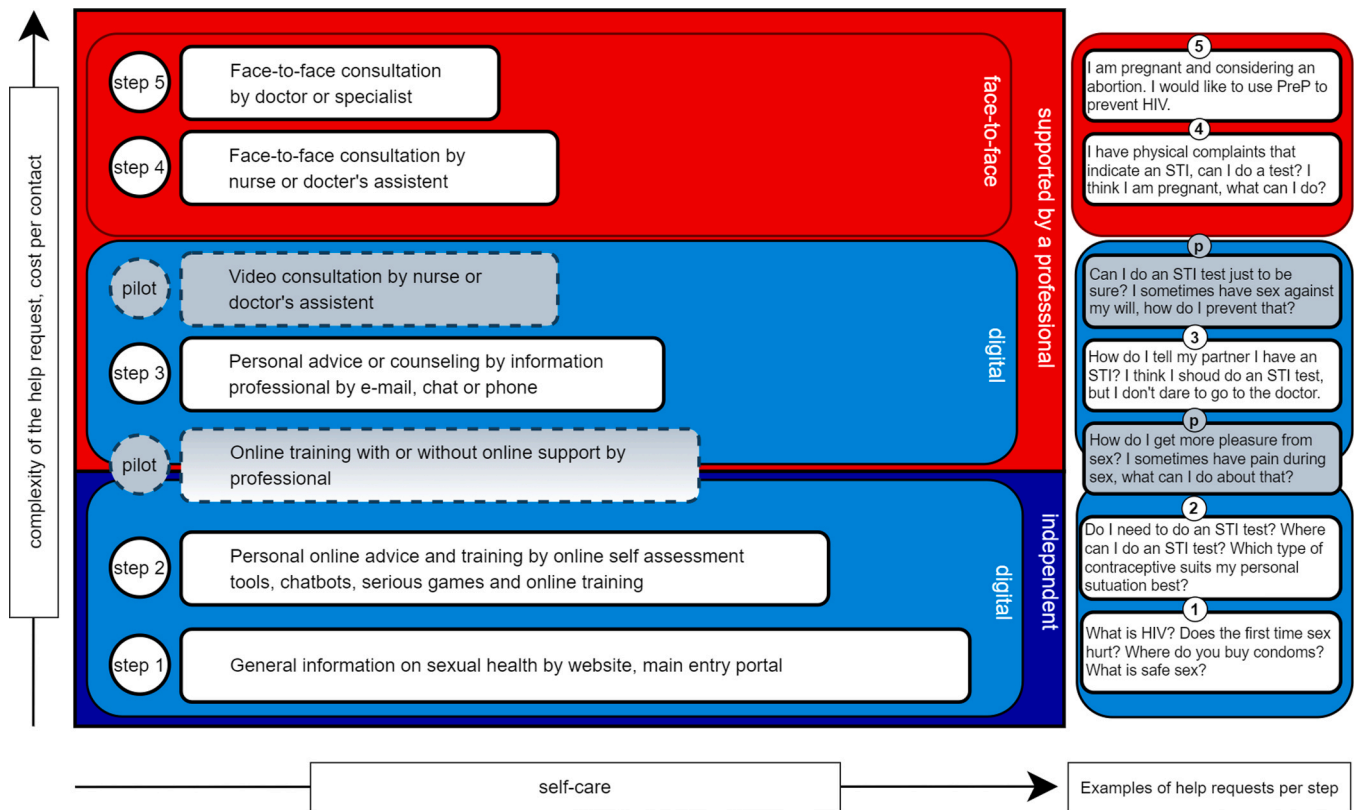 complexity of the help request, cost per contact
step 5
Face-to-face consultation
by doctor or specialist
step 4
Face-to-face consultation by
nurse or docter's assistent
face-to-face
supported by a professional
pilot
Video consultation by nurse or
doctor's assistent
step 3
Personal advice or counseling by information
professional by e-mail, chat or phone
digital
pilot
Online training with or without online support by
professional
step 2
Personal online advice and training by online self assessment
tools, chatbots, serious games and online training
step 1
General information on sexual health by website, main entry portal
digital
independent
5
I am pregnant and considering an
abortion. I would like to use PreP to
prevent HIV.
4
I have physical complaints that
indicate an STI, can I do a test? I
think I am pregnant, what can I do?
p
Can I do an STI test just to be
sure? I sometimes have sex against
my will, how do I prevent that?
3
How do I tell my partner I have an
STI? I think I shoud do an STI test,
but I don't dare to go to the doctor.
p
How do I get more pleasure from
sex? I sometimes have pain during
sex, what can I do about that?
2
Do I need to do an STI test? Where
can I do an STI test? Which type of
contraceptive suits my personal
sutuation best?
1
What is HIV? Does the first time sex
hurt? Where do you buy condoms?
What is safe sex?
self-care
Examples of help requests per step